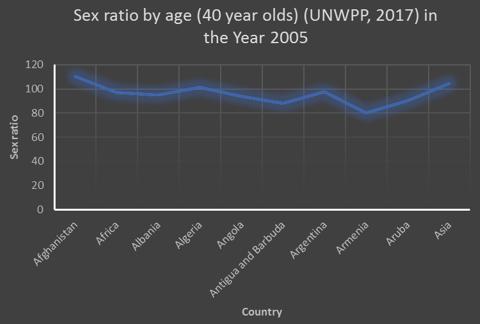 Sex ratio by age (40 year olds) (UNWPP, 2017) in
the Year 2005
120
100
80
60
40
20
0
Sex ratio
Afghanistan
Africa
Albania
Algeria
Angola
Antigua and Barbuda
Argentina
Armenia
Aruba
Asia
Country